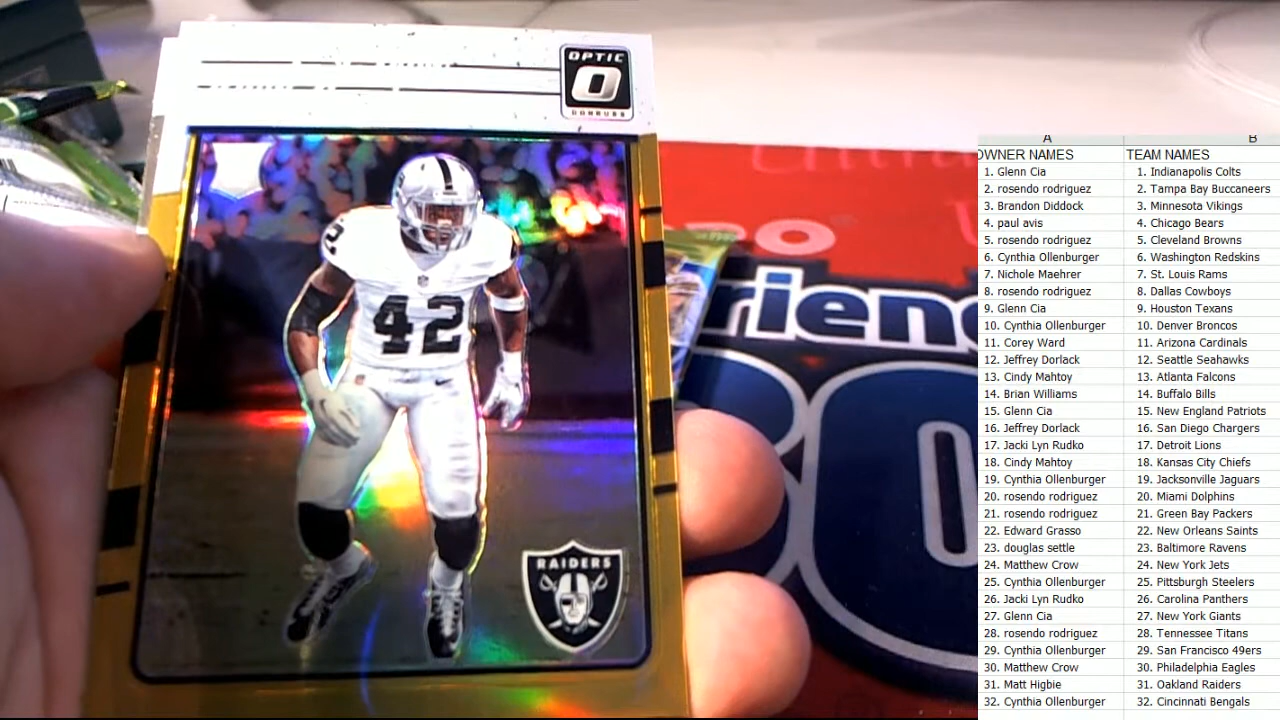 OPTIC
O
DONRUSS
42
2
RAIDERS
rien
A B
OWNER NAMES TEAM NAMES
1. Glenn Cia 1. Indianapolis Colts
2. rosendo rodriguez 2. Tampa Bay Buccaneers
3. Brandon Diddock 3. Minnesota Vikings
4. paul avis 4. Chicago Bears
5. rosendo rodriguez 5. Cleveland Browns
6. Cynthia Ollenburger 6. Washington Redskins
7. Nichole Maehrer 7. St. Louis Rams
8. rosendo rodriguez 8. Dallas Cowboys
9. Glenn Cia 9. Houston Texans
10. Cynthia Ollenburger 10. Denver Broncos
11. Corey Ward 11. Arizona Cardinals
12. Jeffrey Dorlack 12. Seattle Seahawks
13. Cindy Mahtoy 13. Atlanta Falcons
14. Brian Williams 14. Buffalo Bills
15. Glenn Cia 15. New England Patriots
16. Jeffrey Dorlack 16. San Diego Chargers
17. Jacki Lyn Rudko 17. Detroit Lions
18. Cindy Mahtoy 18. Kansas City Chiefs
19. Cynthia Ollenburger 19. Jacksonville Jaguars
20. rosendo rodriguez 20. Miami Dolphins
21. rosendo rodriguez 21. Green Bay Packers
22. Edward Grasso 22. New Orleans Saints
23. douglas settle 23. Baltimore Ravens
24. Matthew Crow 24. New York Jets
25. Cynthia Ollenburger 25. Pittsburgh Steelers
26. Jacki Lyn Rudko 26. Carolina Panthers
27. Glenn Cia 27. New York Giants
28. rosendo rodriguez 28. Tennessee Titans
29. Cynthia Ollenburger 29. San Francisco 49ers
30. Matthew Crow 30. Philadelphia Eagles
31. Matt Higbie 31. Oakland Raiders
32. Cynthia Ollenburger 32. Cincinnati Bengals